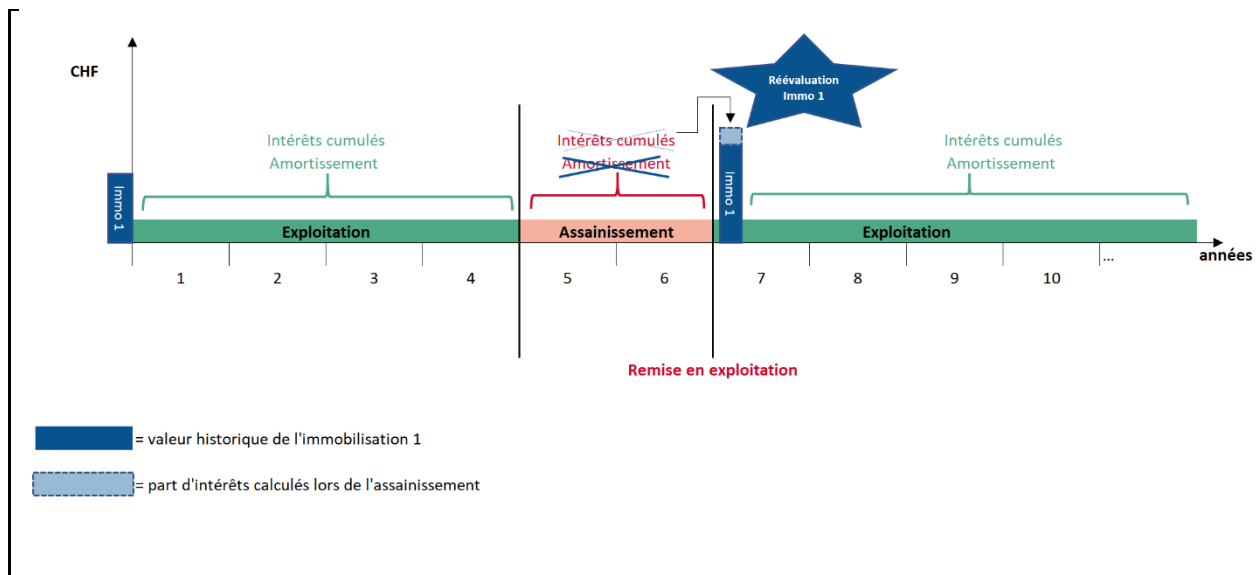 CHF
Réévaluation
Immo 1
Intérêts cumulés
Amortissement
Intérêts cumulés
Amortissement
Intérêts cumulés
Amortissement
Immo 1
Immo 1
Exploitation
Assainissement
Exploitation
années
1
2
3
4
5
6
7
8
9
10
...
Remise en exploitation
= valeur historique de l'immobilisation 1
= part d'intérêts calculés lors de l'assainissement